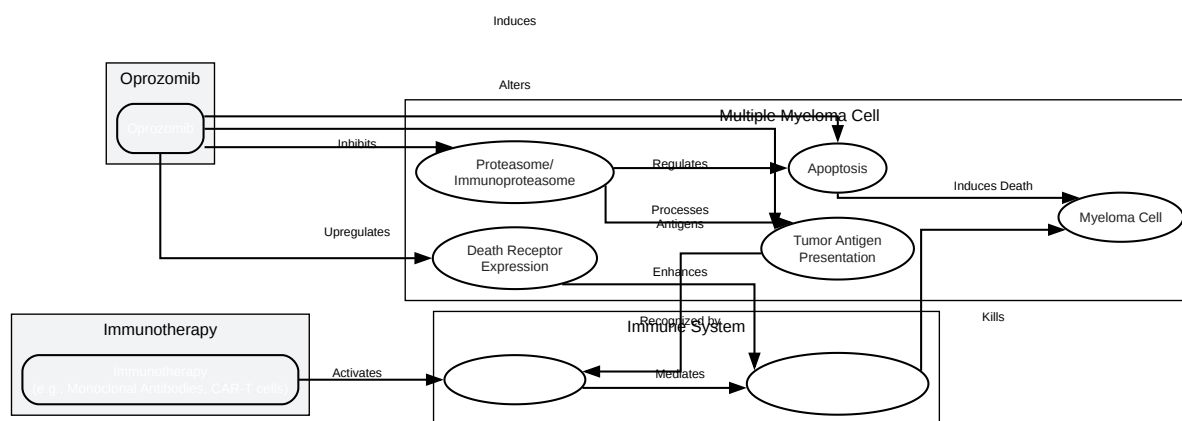 Induces
Alters
Oprozomib
Oprozomib
Multiple Myeloma Cell
Inhibits
Proteasome/
Immunoproteasome
Regulates
Apoptosis
Induces Death
Myeloma Cell
Processes
Antigens
Upregulates
Death Receptor
Expression
Tumor Antigen
Presentation
Enhances
Recognized by
Immune System
Kills
Immunotherapy
Immunotherapy
(e.g., Monoclonal Antibodies, CAR-T cells)
Activates
Mediates